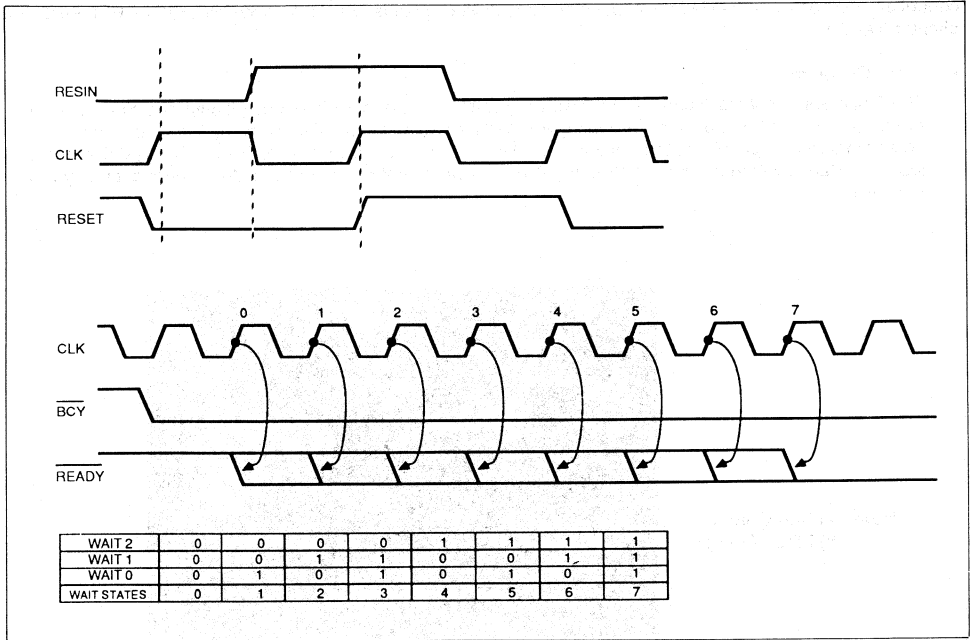 RESIN
CLK
RESET
0 1 2 3 4 5 6 7
CLK
BCY
READY
WAIT 2 0 0 0 0 1 1 1 1
WAIT 1 0 0 1 1 0 0 1 1
WAIT 0 0 1 0 1 0 1 0 1
WAIT STATES 0 1 2 3 4 5 6 7